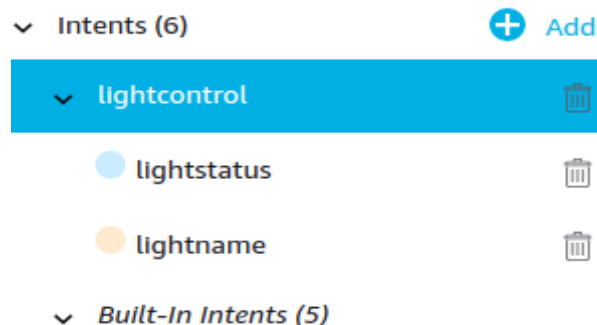 Intents (6) Add
lightcontrol
lightstatus
lightname
Built-In Intents (5)